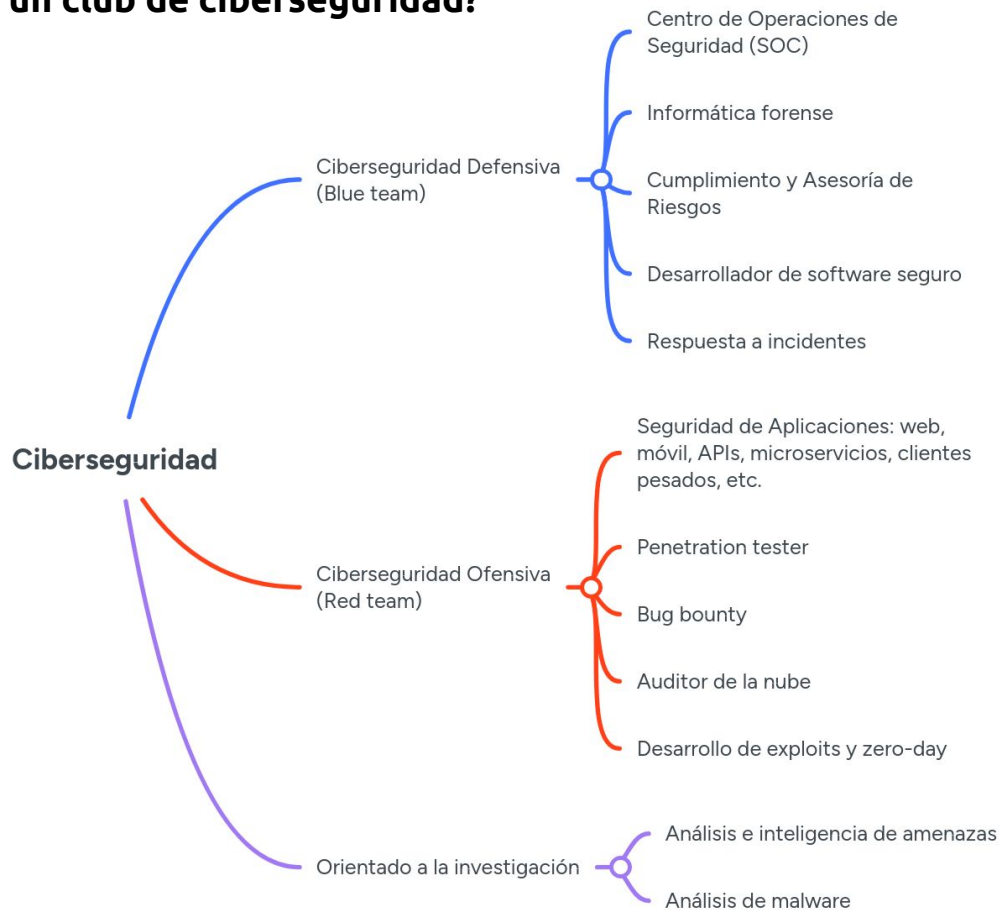 un club de ciberseguridad?
Centro de Operaciones de
Seguridad (SOC)
Informática forense
Ciberseguridad Defensiva
(Blue team)
Cumplimiento y Asesoría de
Riesgos
Desarrollador de software seguro
Respuesta a incidentes
Ciberseguridad
Seguridad de Aplicaciones: web,
móvil, APIs, microservicios, clientes
pesados, etc.
Penetration tester
Ciberseguridad Ofensiva
(Red team)
Bug bounty
Auditor de la nube
Desarrollo de exploits y zero-day
Orientado a la investigación
Análisis e inteligencia de amenazas
Análisis de malware